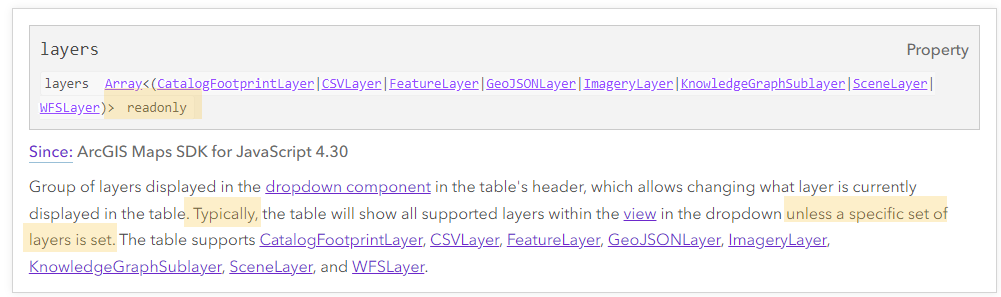 layers Property
layers Array<(CatalogFootprintLayer|CSVLayer|FeatureLayer|GeoJSONLayer|ImageryLayer|KnowledgeGraphSublayer|SceneLayer|
WFSLayer)> readonly
Since: ArcGIS Maps SDK for JavaScript 4.30
Group of layers displayed in the dropdown component in the table's header, which allows changing what layer is currently
displayed in the table. Typically, the table will show all supported layers within the view in the dropdown unless a specific set of
layers is set. The table supports CatalogFootprintLayer, CSVLayer, FeatureLayer, GeoJSONLayer, ImageryLayer,
KnowledgeGraphSublayer, SceneLayer, and WFSLayer.